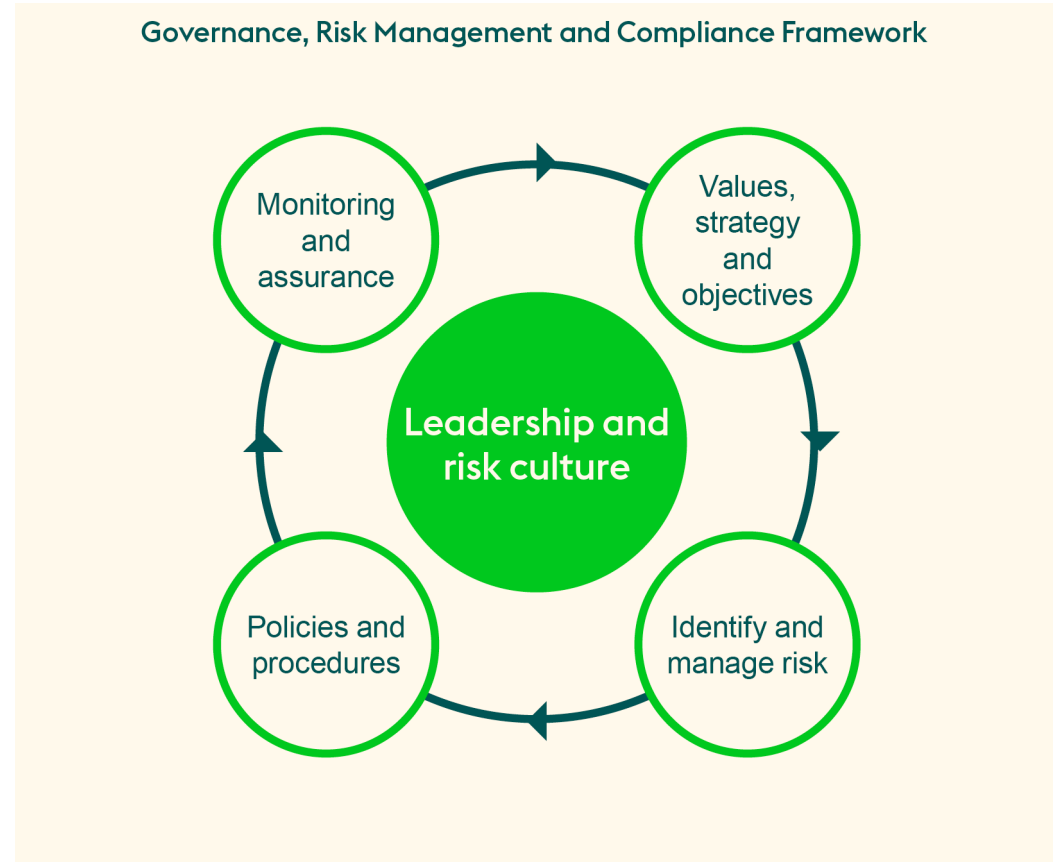 Governance, Risk Management and Compliance Framework
Monitoring
and
assurance
Values,
strategy
and
objectives
Leadership and
risk culture
Policies and
procedures
Identify and
manage risk